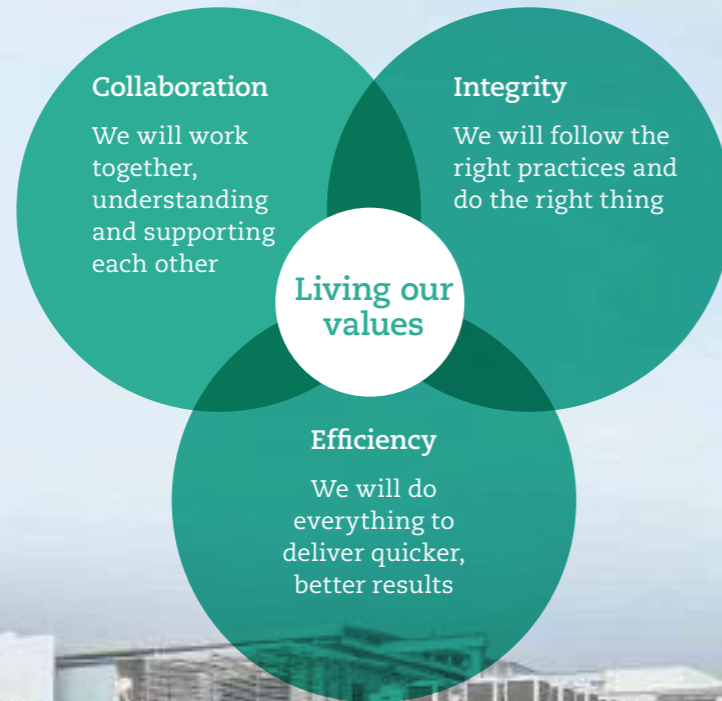 Collaboration
We will work
together,
understanding
and supporting
each other
Integrity
We will follow the
right practices and
do the right thing
Living our
values
Efficiency
We will do
everything to
deliver quicker,
better results